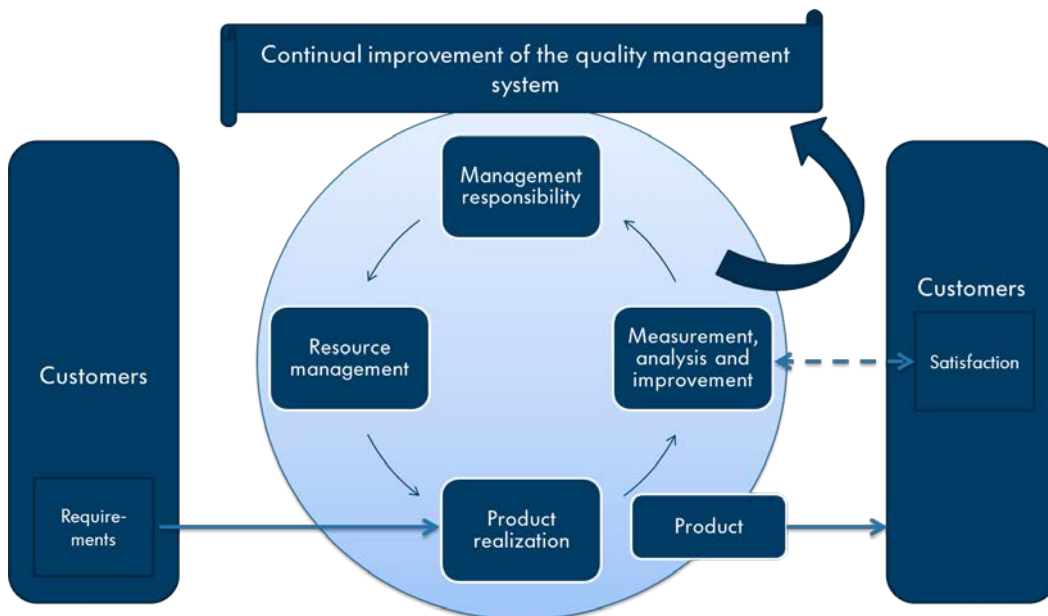 Continual improvement of the quality management
system
Management
responsibility
Customers
Resource
management
Measurement,
analysis and
improvement
Customers
Satisfaction
Require-
ments
Product
realization
Product